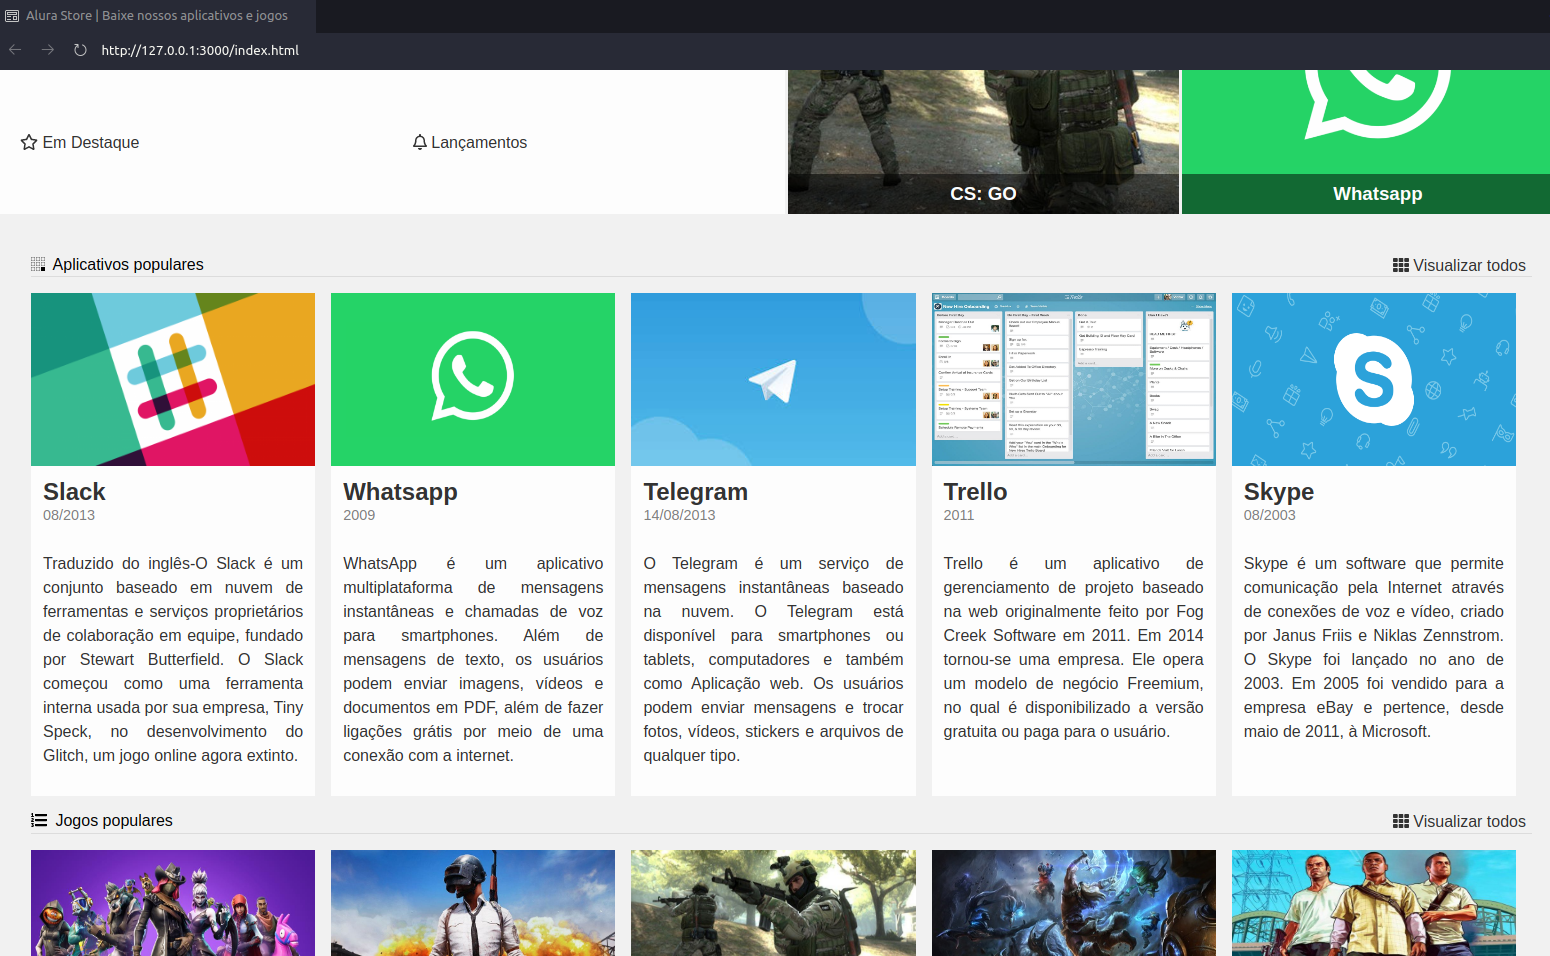 Alura Store | Baixe nossos aplicativos e jogos
http://127.0.0.1:3000/index.html
Em Destaque
Lançamentos
CS: GO
Whatsapp
Aplicativos populares
Visualizar todos
Slack
08/2013
Traduzido do inglês-O Slack é um
conjunto baseado em nuvem de
ferramentas e serviços proprietários
de colaboração em equipe, fundado
por Stewart Butterfield. O Slack
começou como uma ferramenta
interna usada por sua empresa, Tiny
Speck, no desenvolvimento do
Glitch, um jogo online agora extinto.
Whatsapp
2009
WhatsApp é um aplicativo
multiplataforma de mensagens
instantâneas e chamadas de voz
para smartphones. Além de
mensagens de texto, os usuários
podem enviar imagens, vídeos e
documentos em PDF, além de fazer
ligações grátis por meio de uma
conexão com a internet.
Telegram
14/08/2013
O Telegram é um serviço de
mensagens instantâneas baseado
na nuvem. O Telegram está
disponível para smartphones ou
tablets, computadores e também
como Aplicação web. Os usuários
podem enviar mensagens e trocar
fotos, vídeos, stickers e arquivos de
qualquer tipo.
Trello
2011
Trello é um aplicativo de
gerenciamento de projeto baseado
na web originalmente feito por Fog
Creek Software em 2011. Em 2014
tornou-se uma empresa. Ele opera
um modelo de negócio Freemium,
no qual é disponibilizado a versão
gratuita ou paga para o usuário.
Skype
08/2003
Skype é um software que permite
comunicação pela Internet através
de conexões de voz e vídeo, criado
por Janus Friis e Niklas Zennstrom.
O Skype foi lançado no ano de
2003. Em 2005 foi vendido para a
empresa eBay e pertence, desde
maio de 2011, à Microsoft.
Jogos populares
Visualizar todos